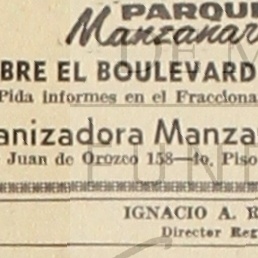 PARQUE
Manzanar
BRE EL BOULEVARD
Pida informes en el Fracciona
anizadora Manza
Juan de Orozco 158—4o. Piso
IGNACIO A. R
Director Reg